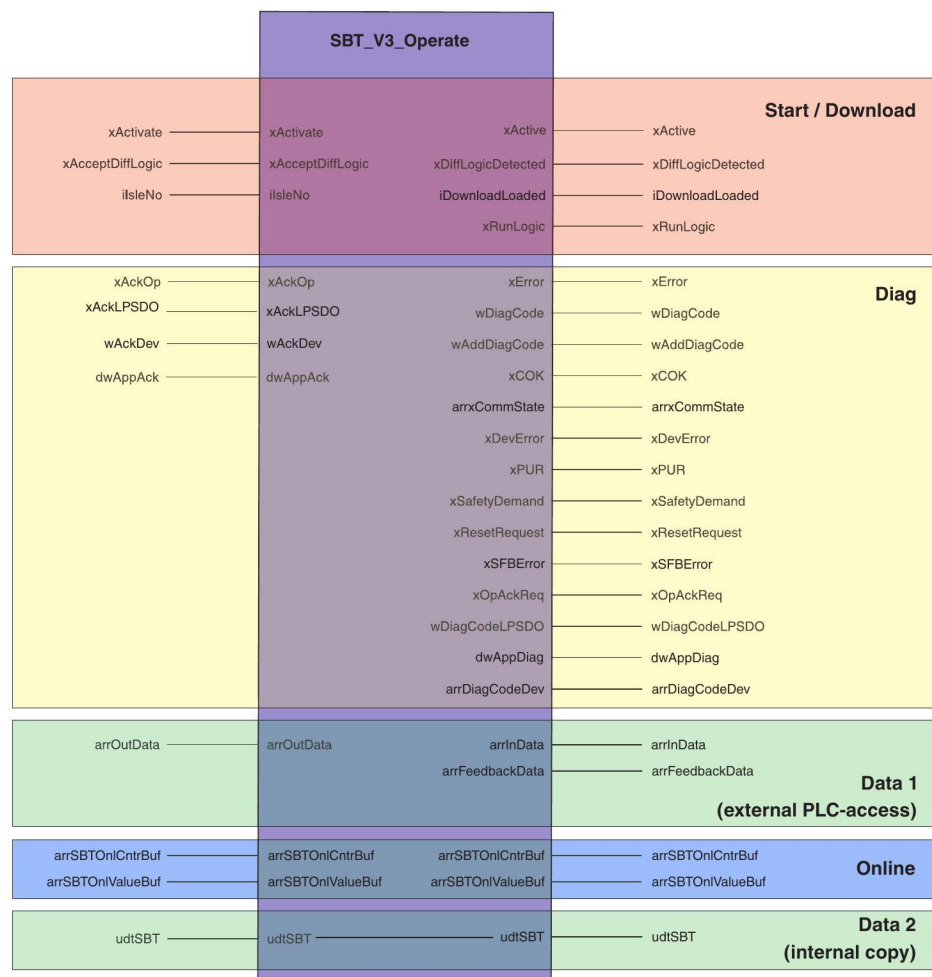 SBT_V3_Operate
Start / Download
xActivate xActivate xActive xActive
xAcceptDiffLogic xAcceptDiffLogic xDiffLogicDetected xDiffLogicDetected
iIsleNo iIsleNo iDownloadLoaded iDownloadLoaded
xRunLogic xRunLogic
Diag
xAckOp xAckOp xError xError
xAckLPSDO xAckLPSDO wDiagCode wDiagCode
wAckDev wAckDev wAddDiagCode wAddDiagCode
dwAppAck dwAppAck xCOK xCOK
arrxCommState arrxCommState
xDevError xDevError
xPUR xPUR
xSafetyDemand xSafetyDemand
xResetRequest xResetRequest
xSFBError xSFBError
xOpAckReq xOpAckReq
wDiagCodeLPSDO wDiagCodeLPSDO
dwAppDiag dwAppDiag
arrDiagCodeDev arrDiagCodeDev
arrOutData arrOutData arrInData arrInData
arrFeedbackData arrFeedbackData
Data 1
(external PLC-access)
arrSBTOnlCntrBuf arrSBTOnlCntrBuf arrSBTOnlCntrBuf arrSBTOnlCntrBuf
Online
arrSBTOnlValueBuf arrSBTOnlValueBuf arrSBTOnlValueBuf arrSBTOnlValueBuf
Data 2
udtSBT udtSBT udtSBT udtSBT
(internal copy)